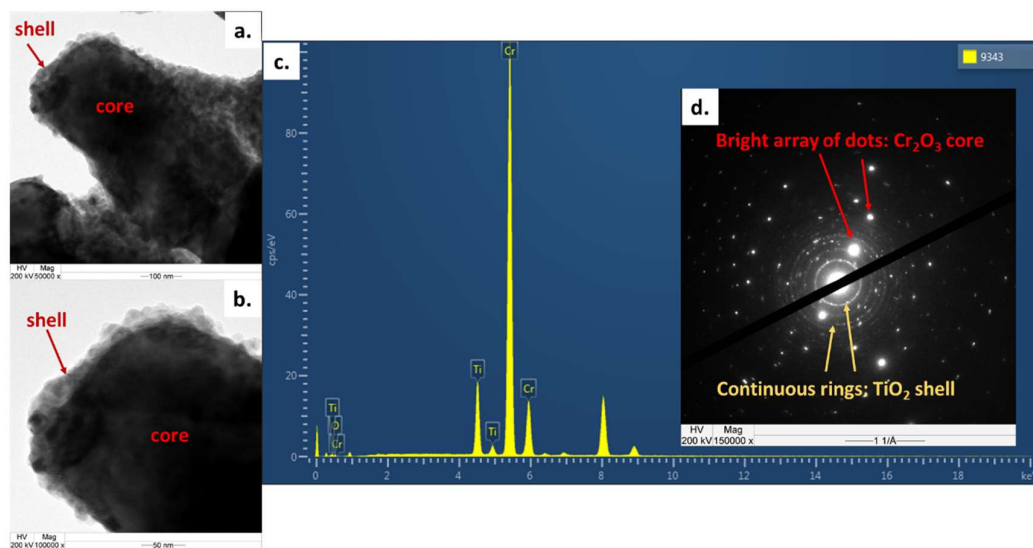 a.
shell
core
HV Mag
200 kV 50000 x 100 nm
b.
shell
core
HV Mag
200 kV 100000 x 50 nm
c.
9343
Cr
Ti
Cr
Ti
Ti
O
Cr
cps/eV
80
60
40
20
0
0 2 4 6 8 10 12 14 16 18 ke
d.
Bright array of dots: Cr₂O₃ core
Continuous rings: TiO₂ shell
HV Mag
200 kV 150000 x 1 1/A